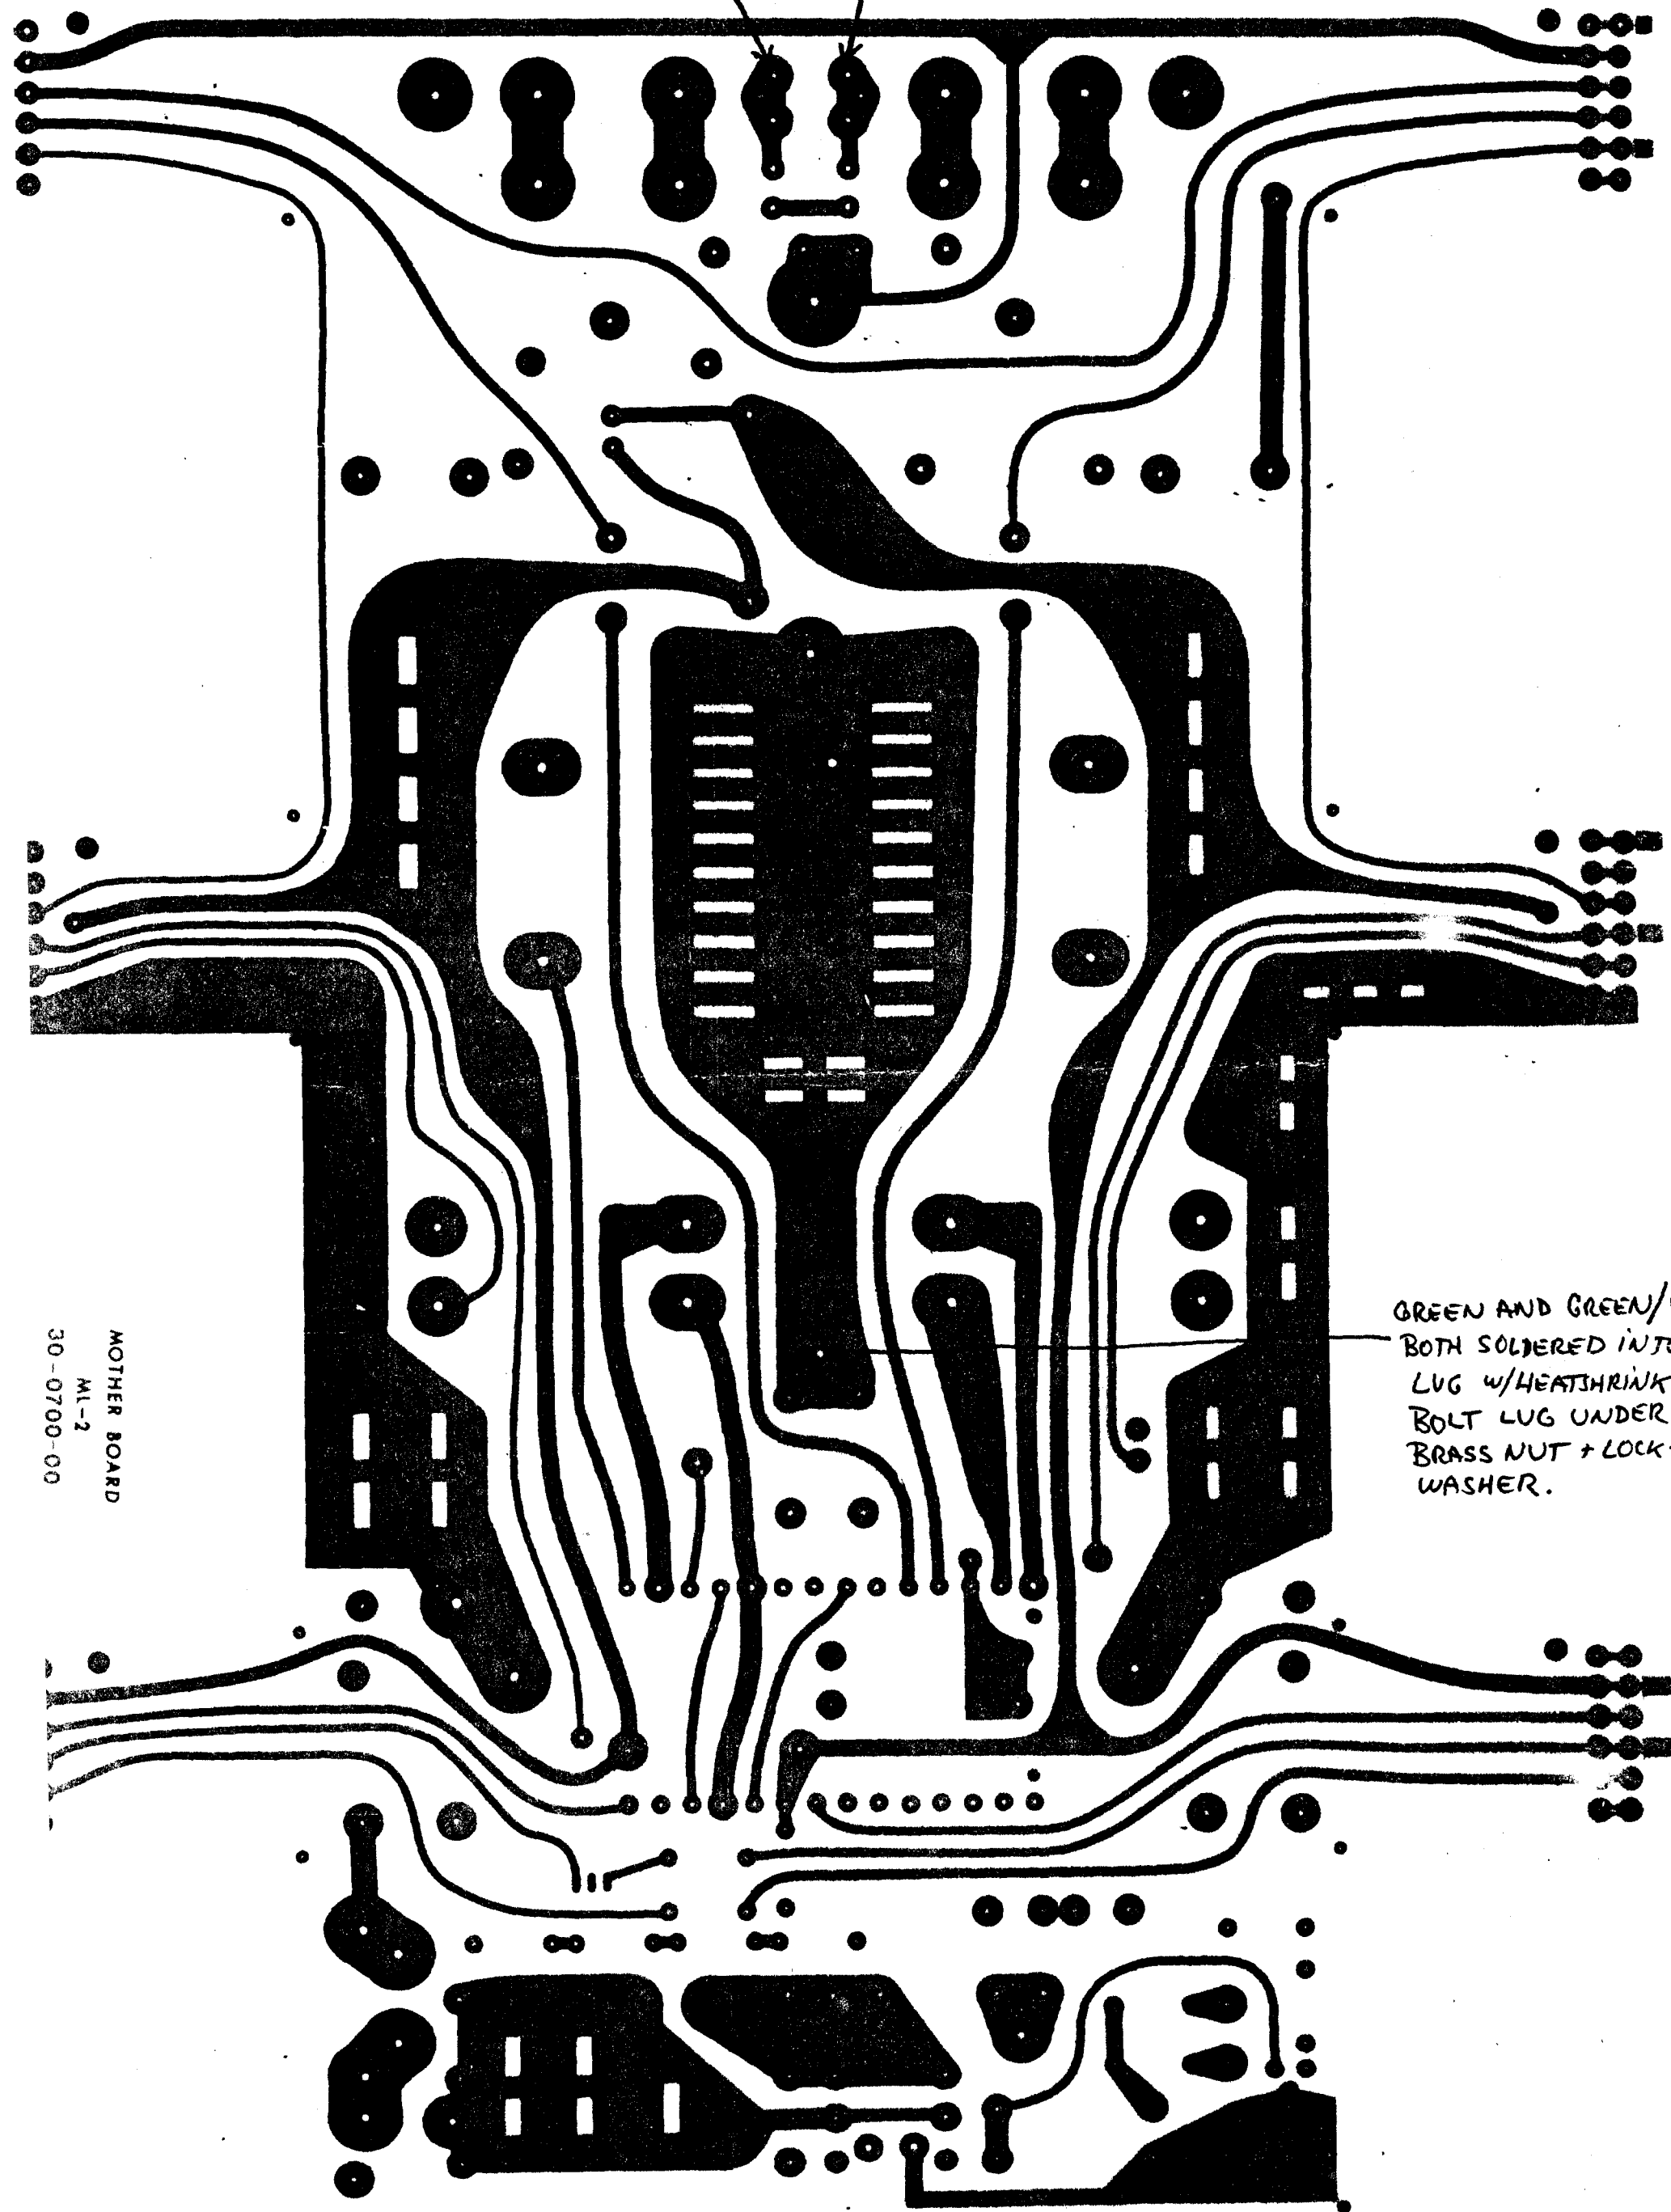 MOTHER BOARD
ML-2
30-0700-00
GREEN AND GREEN/
BOTH SOLDERED
LUG W/HEATSHRINK
BOLT LUG UNDER
BRASS NUT + LOCK-
WASHER.